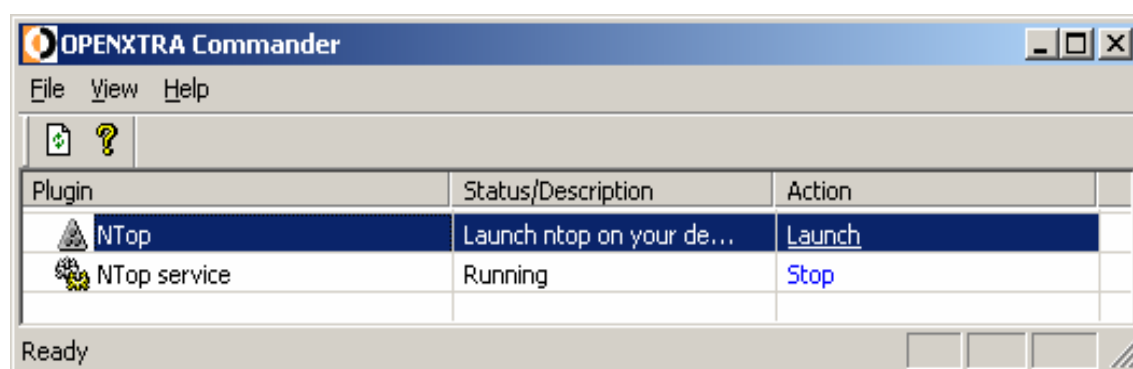 OPENXTRA Commander
File View Help
Plugin Status/Description Action
NTop Launch ntop on your de... Launch
NTop service Running Stop
Ready